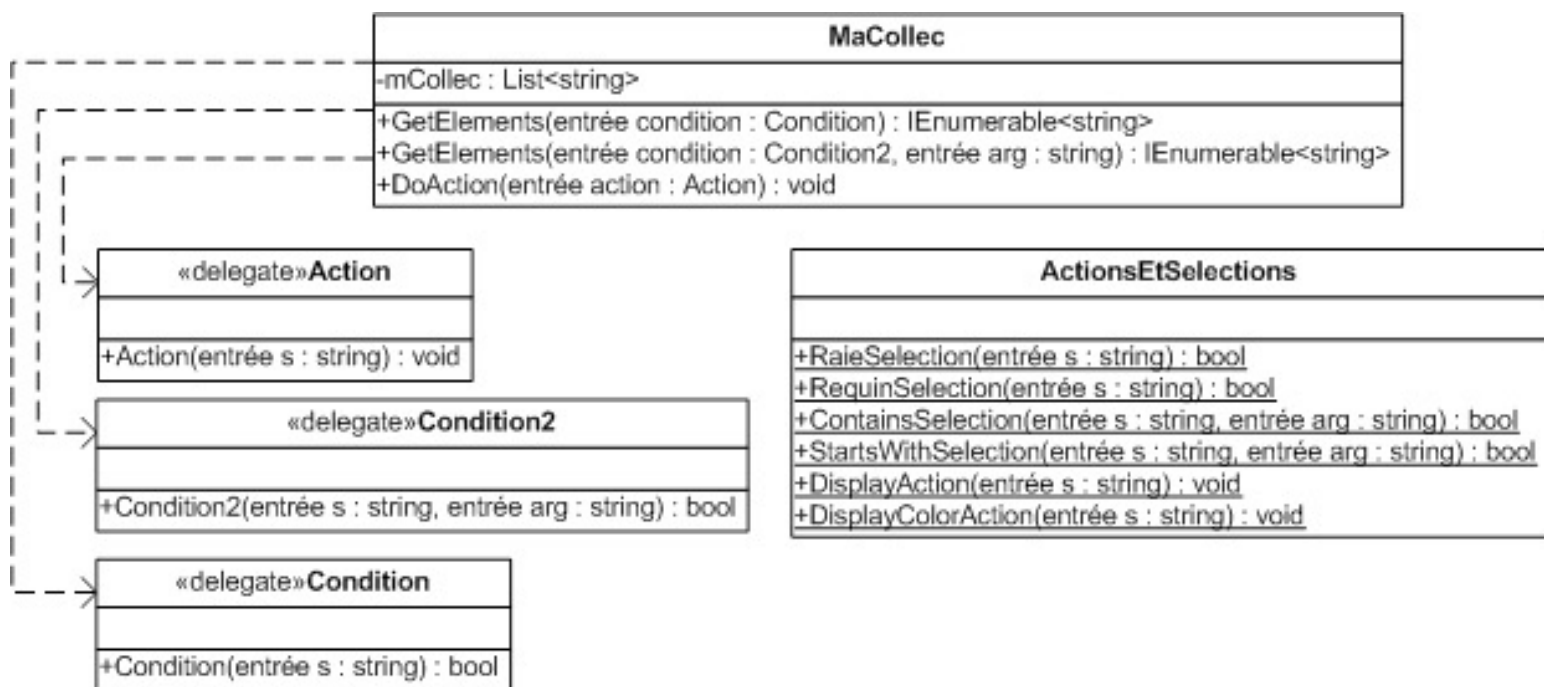 MaCollec
-mCollec : List<string>
+GetElements(entrée condition : Condition) : IEnumerable<string>
+GetElements(entrée condition : Condition2, entrée arg : string) : IEnumerable<string>
+DoAction(entrée action : Action) : void
«delegate»Action
+Action(entrée s : string) : void
«delegate»Condition2
+Condition2(entrée s : string, entrée arg : string) : bool
«delegate»Condition
+Condition(entrée s : string) : bool
ActionsEtSelections
+RaieSelection(entrée s : string) : bool
+RequinSelection(entrée s : string) : bool
+ContainsSelection(entrée s : string, entrée arg : string) : bool
+StartsWithSelection(entrée s : string, entrée arg : string) : bool
+DisplayAction(entrée s : string) : void
+DisplayColorAction(entrée s : string) : void